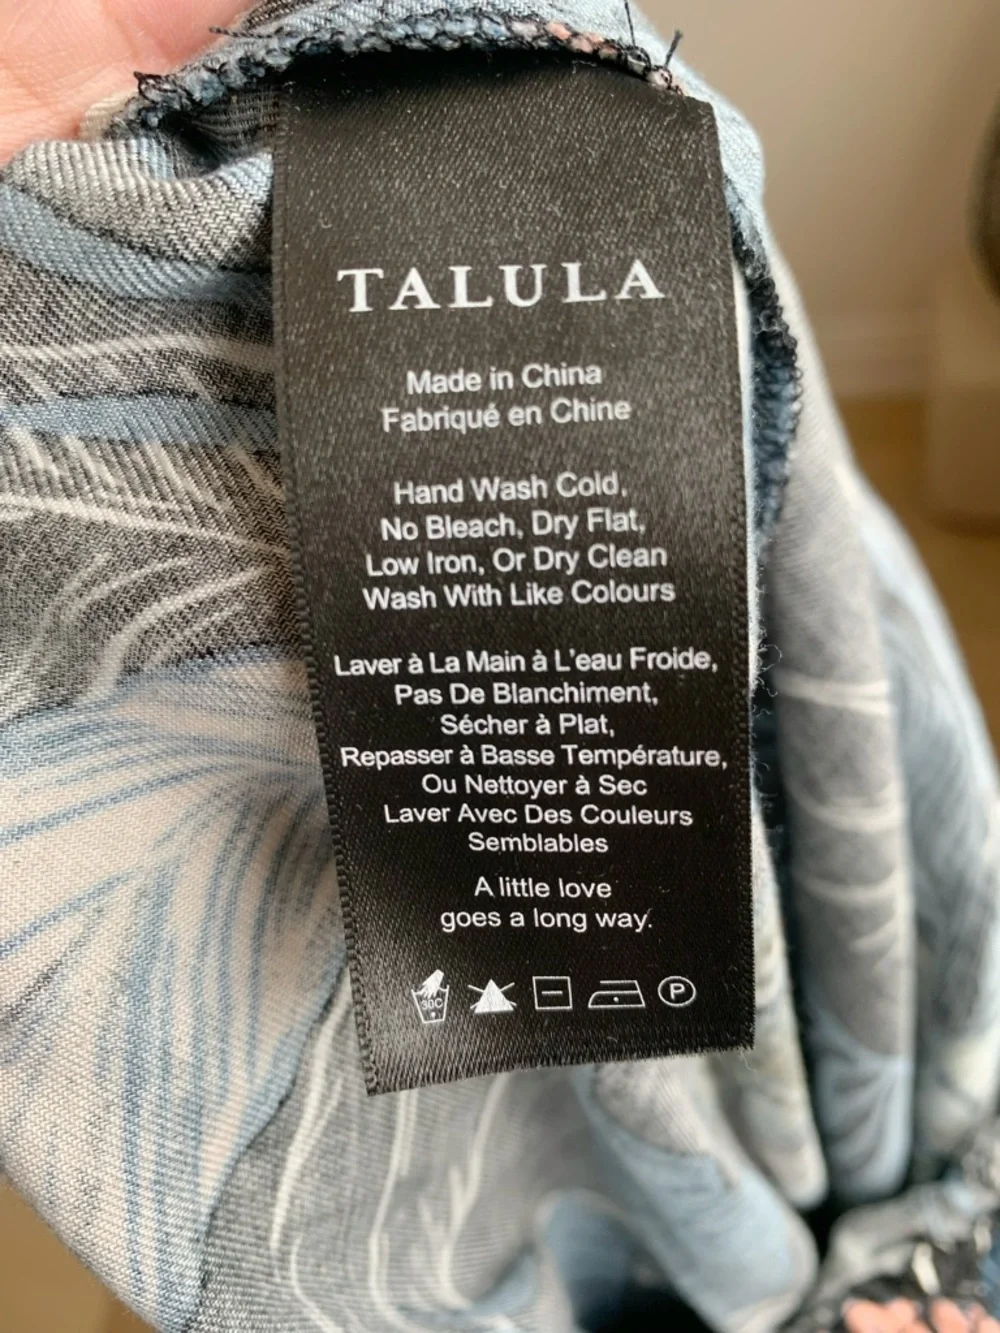 TALULA
Made in China
Fabriqué en Chine
Hand Wash Cold,
No Bleach, Dry Flat,
Low Iron, Or Dry Clean
Wash With Like Colours
Laver à La Main à L'eau Froide,
Pas De Blanchiment,
Sécher à Plat,
Repasser à Basse Température,
Ou Nettoyer à Sec
Laver Avec Des Couleurs
Semblables
A little love
goes a long way.
30C P